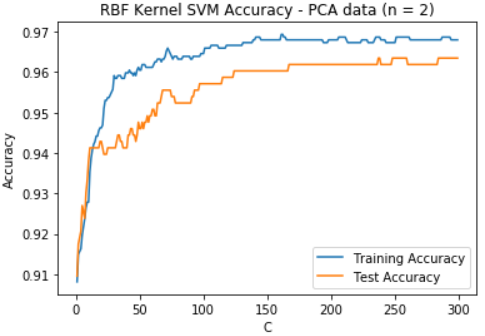 RBF Kernel SVM Accuracy - PCA data (n = 2)
0.97
0.96
0.95
0.94
0.93
0.92
0.91
Accuracy
Training Accuracy
Test Accuracy
0 50 100 150 200 250 300
C